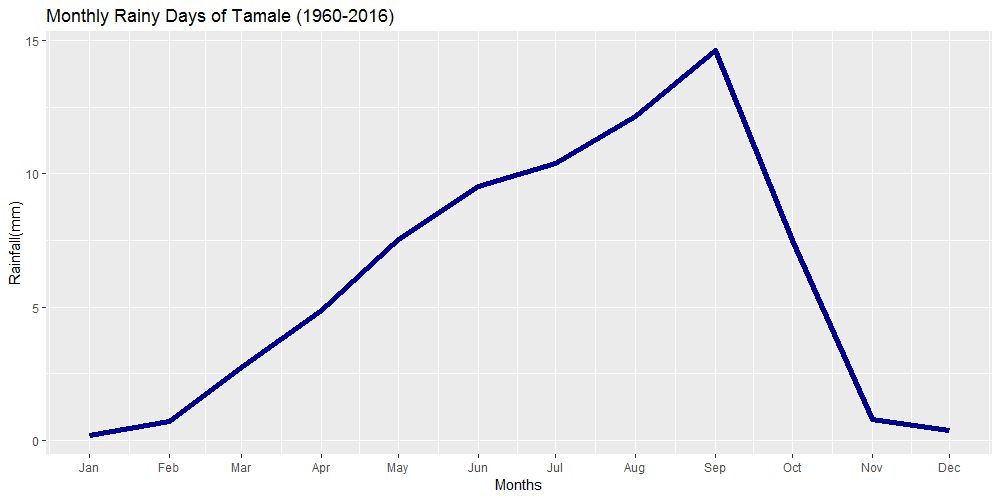 Monthly Rainy Days of Tamale (1960-2016)
15
10
5
0
Rainfall(mm)
Jan Feb Mar Apr May Jun Jul Aug Sep Oct Nov Dec
Months